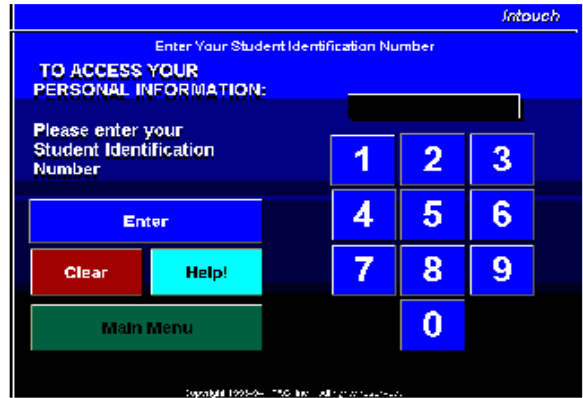 Intouch
Enter Your Student Identification Number
TO ACCESS YOUR
PERSONAL INFORMATION:
Please enter your
Student Identification
Number
1 2 3
Enter
4 5 6
Clear Help!
7 8 9
Main Menu
0
Copyright